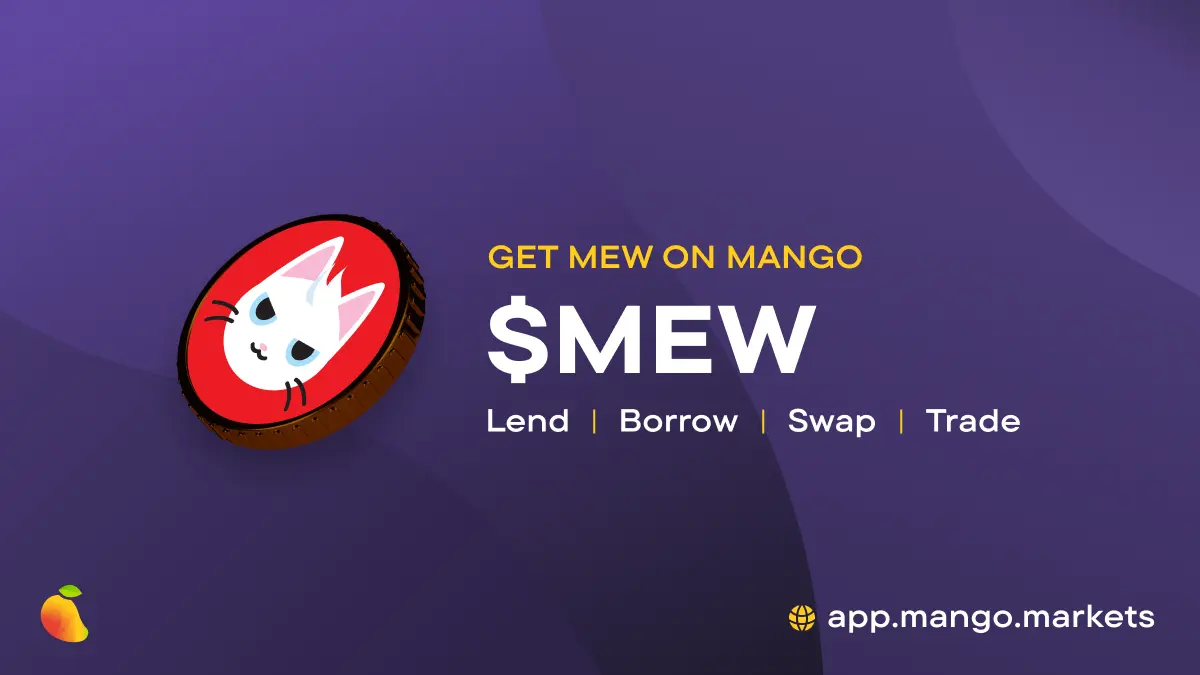 GET MEW ON MANGO
$MEW
Lend | Borrow | Swap | Trade
app.mango.markets